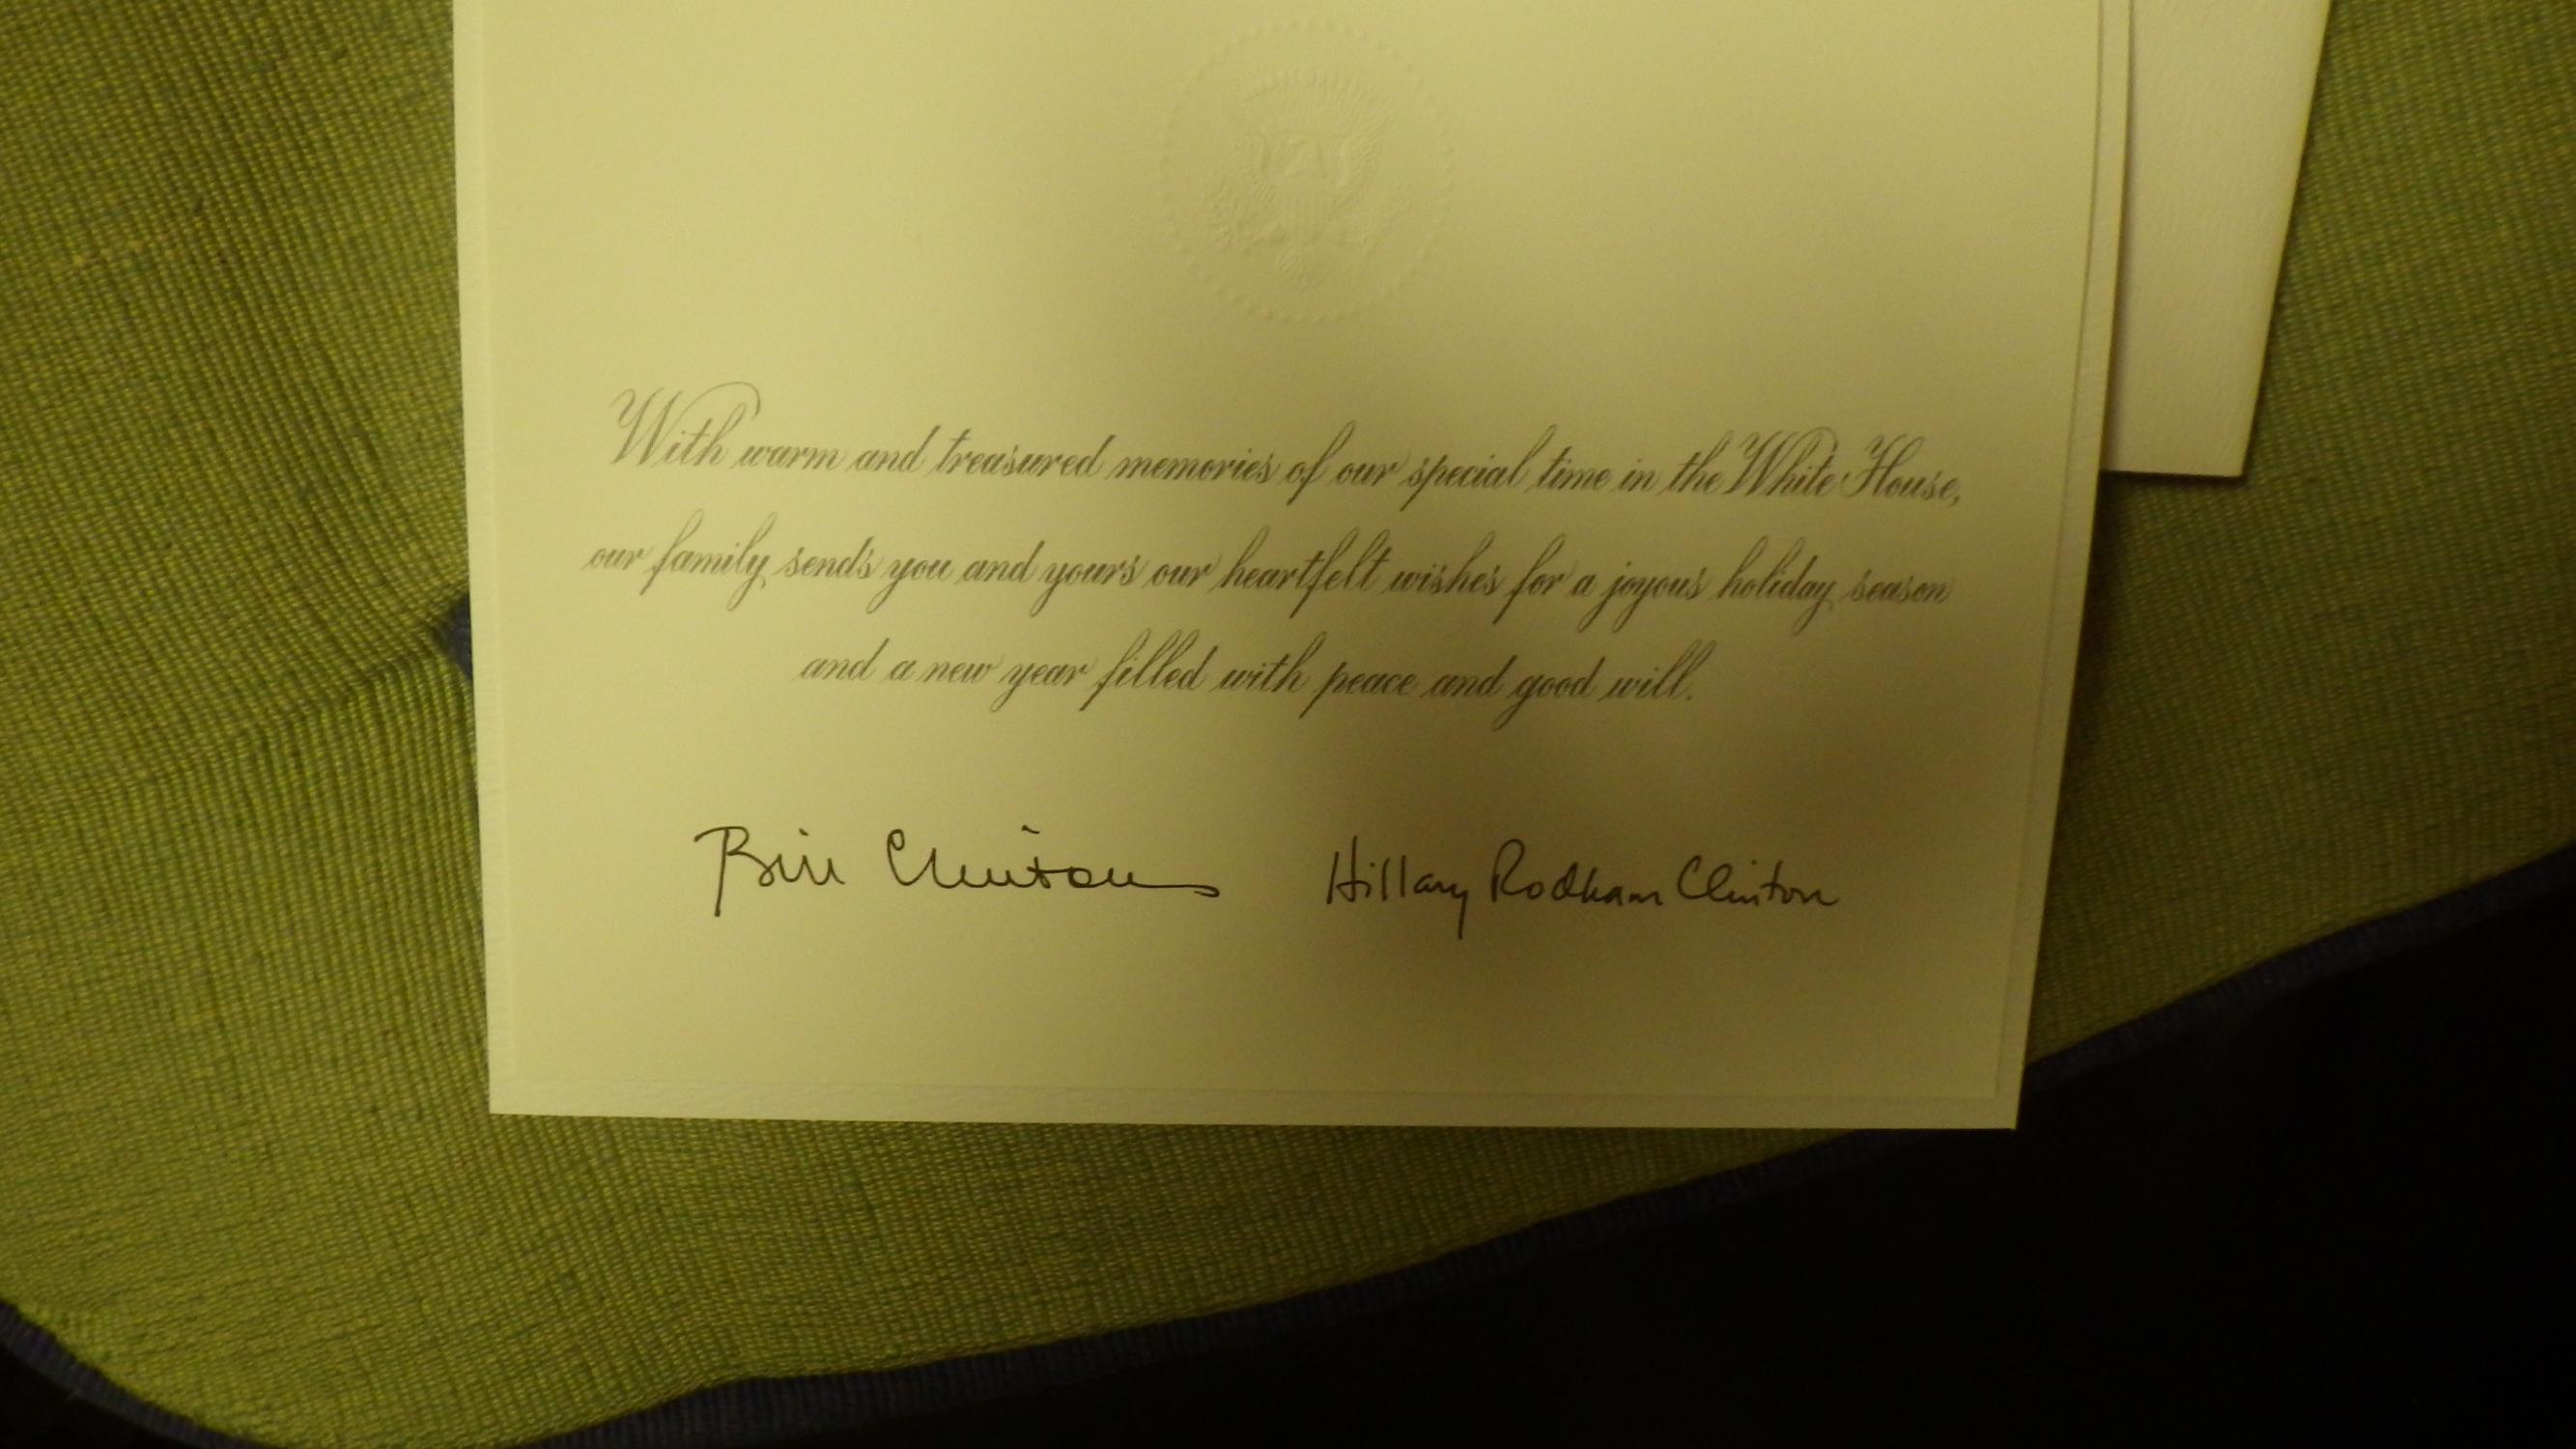 With warm and treasured memories of our special time in the White House,
our family sends you and yours our heartfelt wishes for a joyous holiday season
and a new year filled with peace and good will.
Bill Clinton Hillary Rodham Clinton